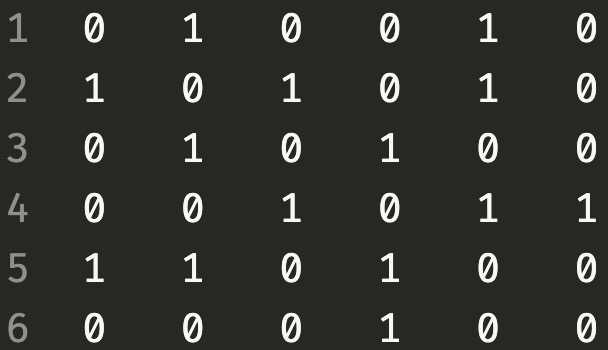 1 0 1 0 0 1 0
2 1 0 1 0 1 0
3 0 1 0 1 0 0
4 0 0 1 0 1 1
5 1 1 0 1 0 0
6 0 0 0 1 0 0